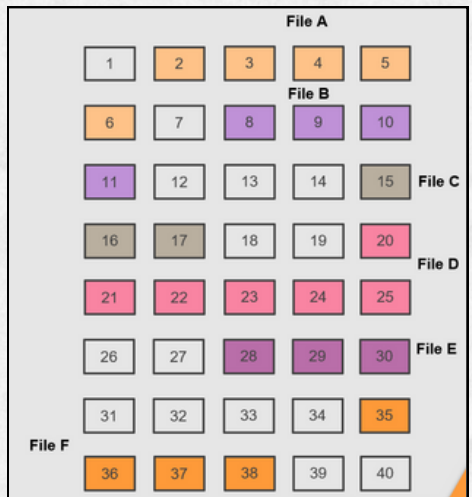 File A
1 2 3 4 5
File B
6 7 8 9 10
11 12 13 14 15 File C
16 17 18 19 20
File D
21 22 23 24 25
26 27 28 29 30 File E
31 32 33 34 35
File F
36 37 38 39 40